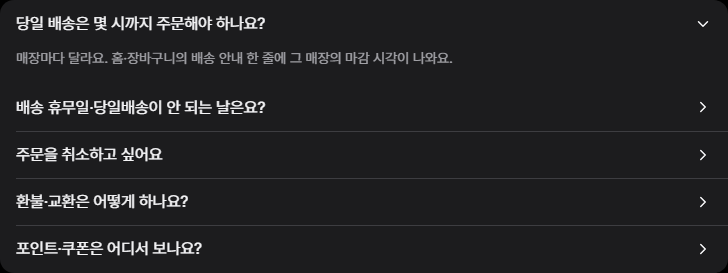 당일 배송은 몇 시까지 주문해야 하나요?
매장마다 달라요. 홈·장바구니의 배송 안내 한 줄에 그 매장의 마감 시각이 나와요.
배송 휴무일·당일배송이 안 되는 날은요?
주문을 취소하고 싶어요
환불·교환은 어떻게 하나요?
포인트·쿠폰은 어디서 보나요?